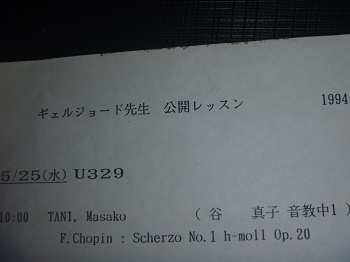 ギェルジョード先生 公開レッスン 1994.
5/25(水) U329
10:00 TANI, Masako ( 谷 真子 音教中1 )
F.Chopin : Scherzo No.1 h-moll Op.20